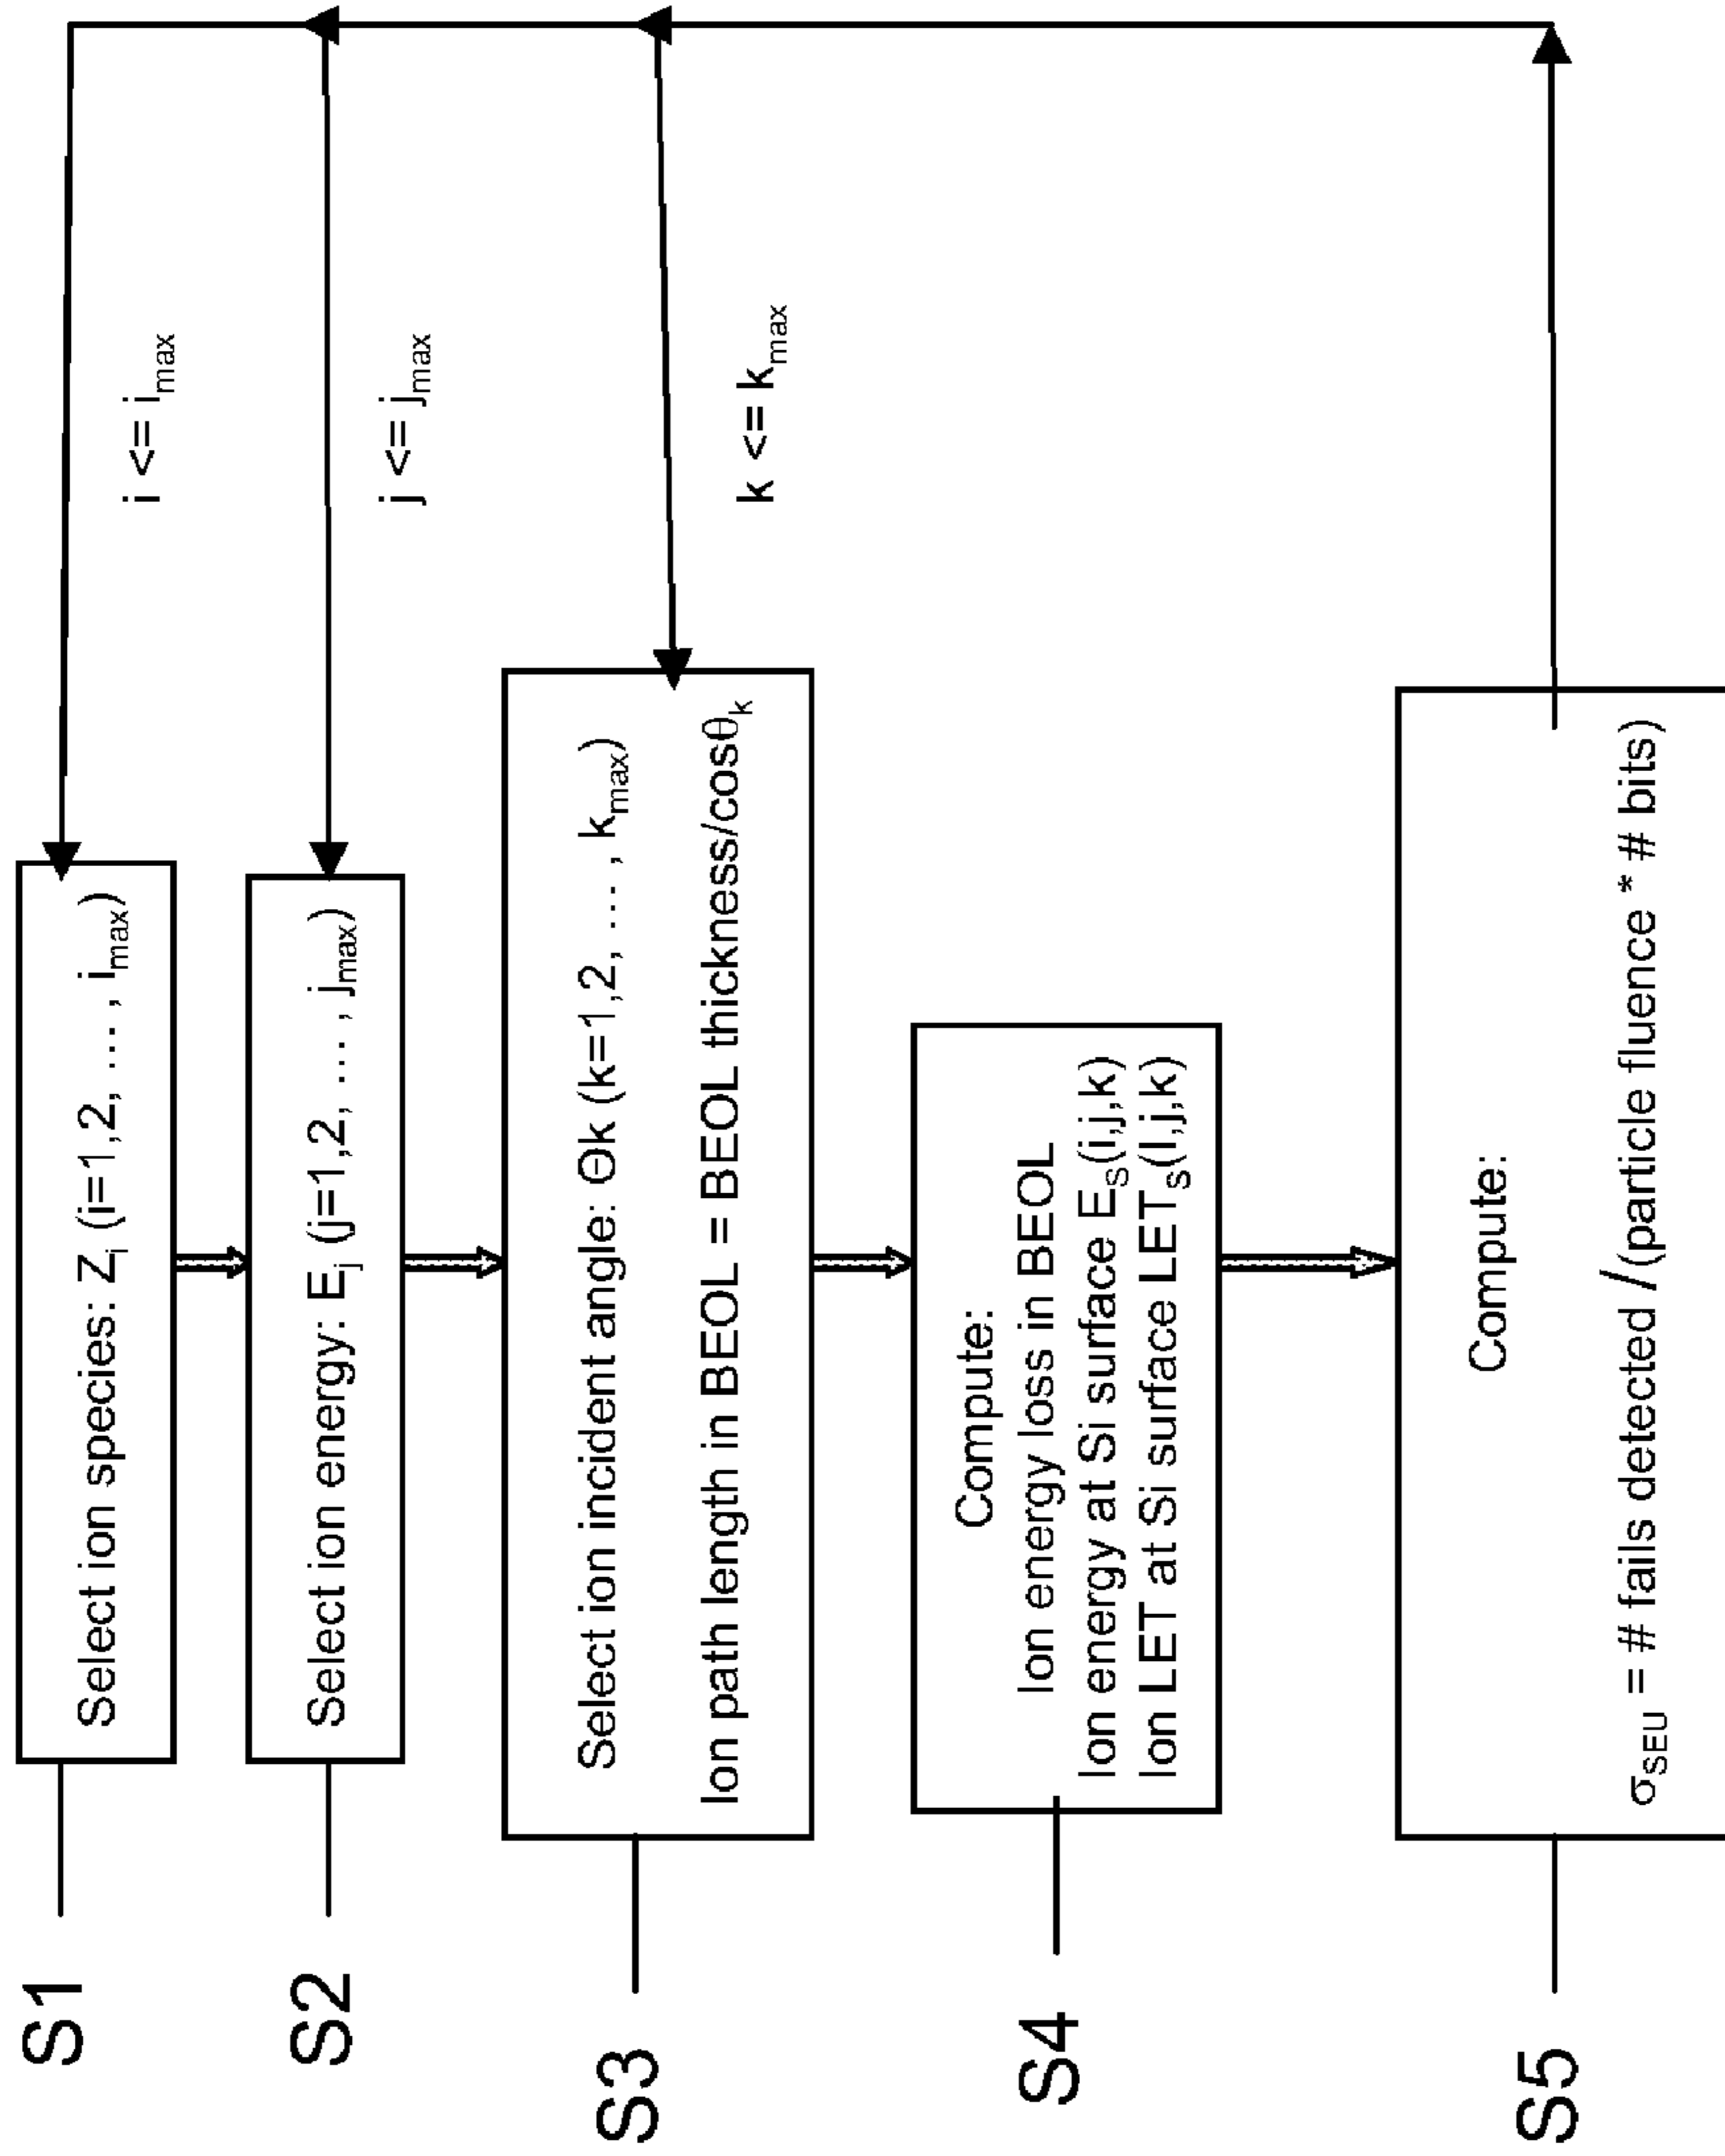 S1
Select ion species: Zi (i=1,2, ... , imax)
i <= imax
S2
Select ion energy: Ej (j=1,2, ... , jmax)
j <= jmax
S3
Select ion incident angle: Θk (k=1,2, ... , kmax)
Ion path length in BEOL = BEOL thickness/cosθk
k <= kmax
S4
Compute:
Ion energy loss in BEOL
Ion energy at Si surface ES(i,j,k)
Ion LET at Si surface LETS(I,j,k)
S5
Compute:
σSEU = # fails detected /(particle fluence * # bits)